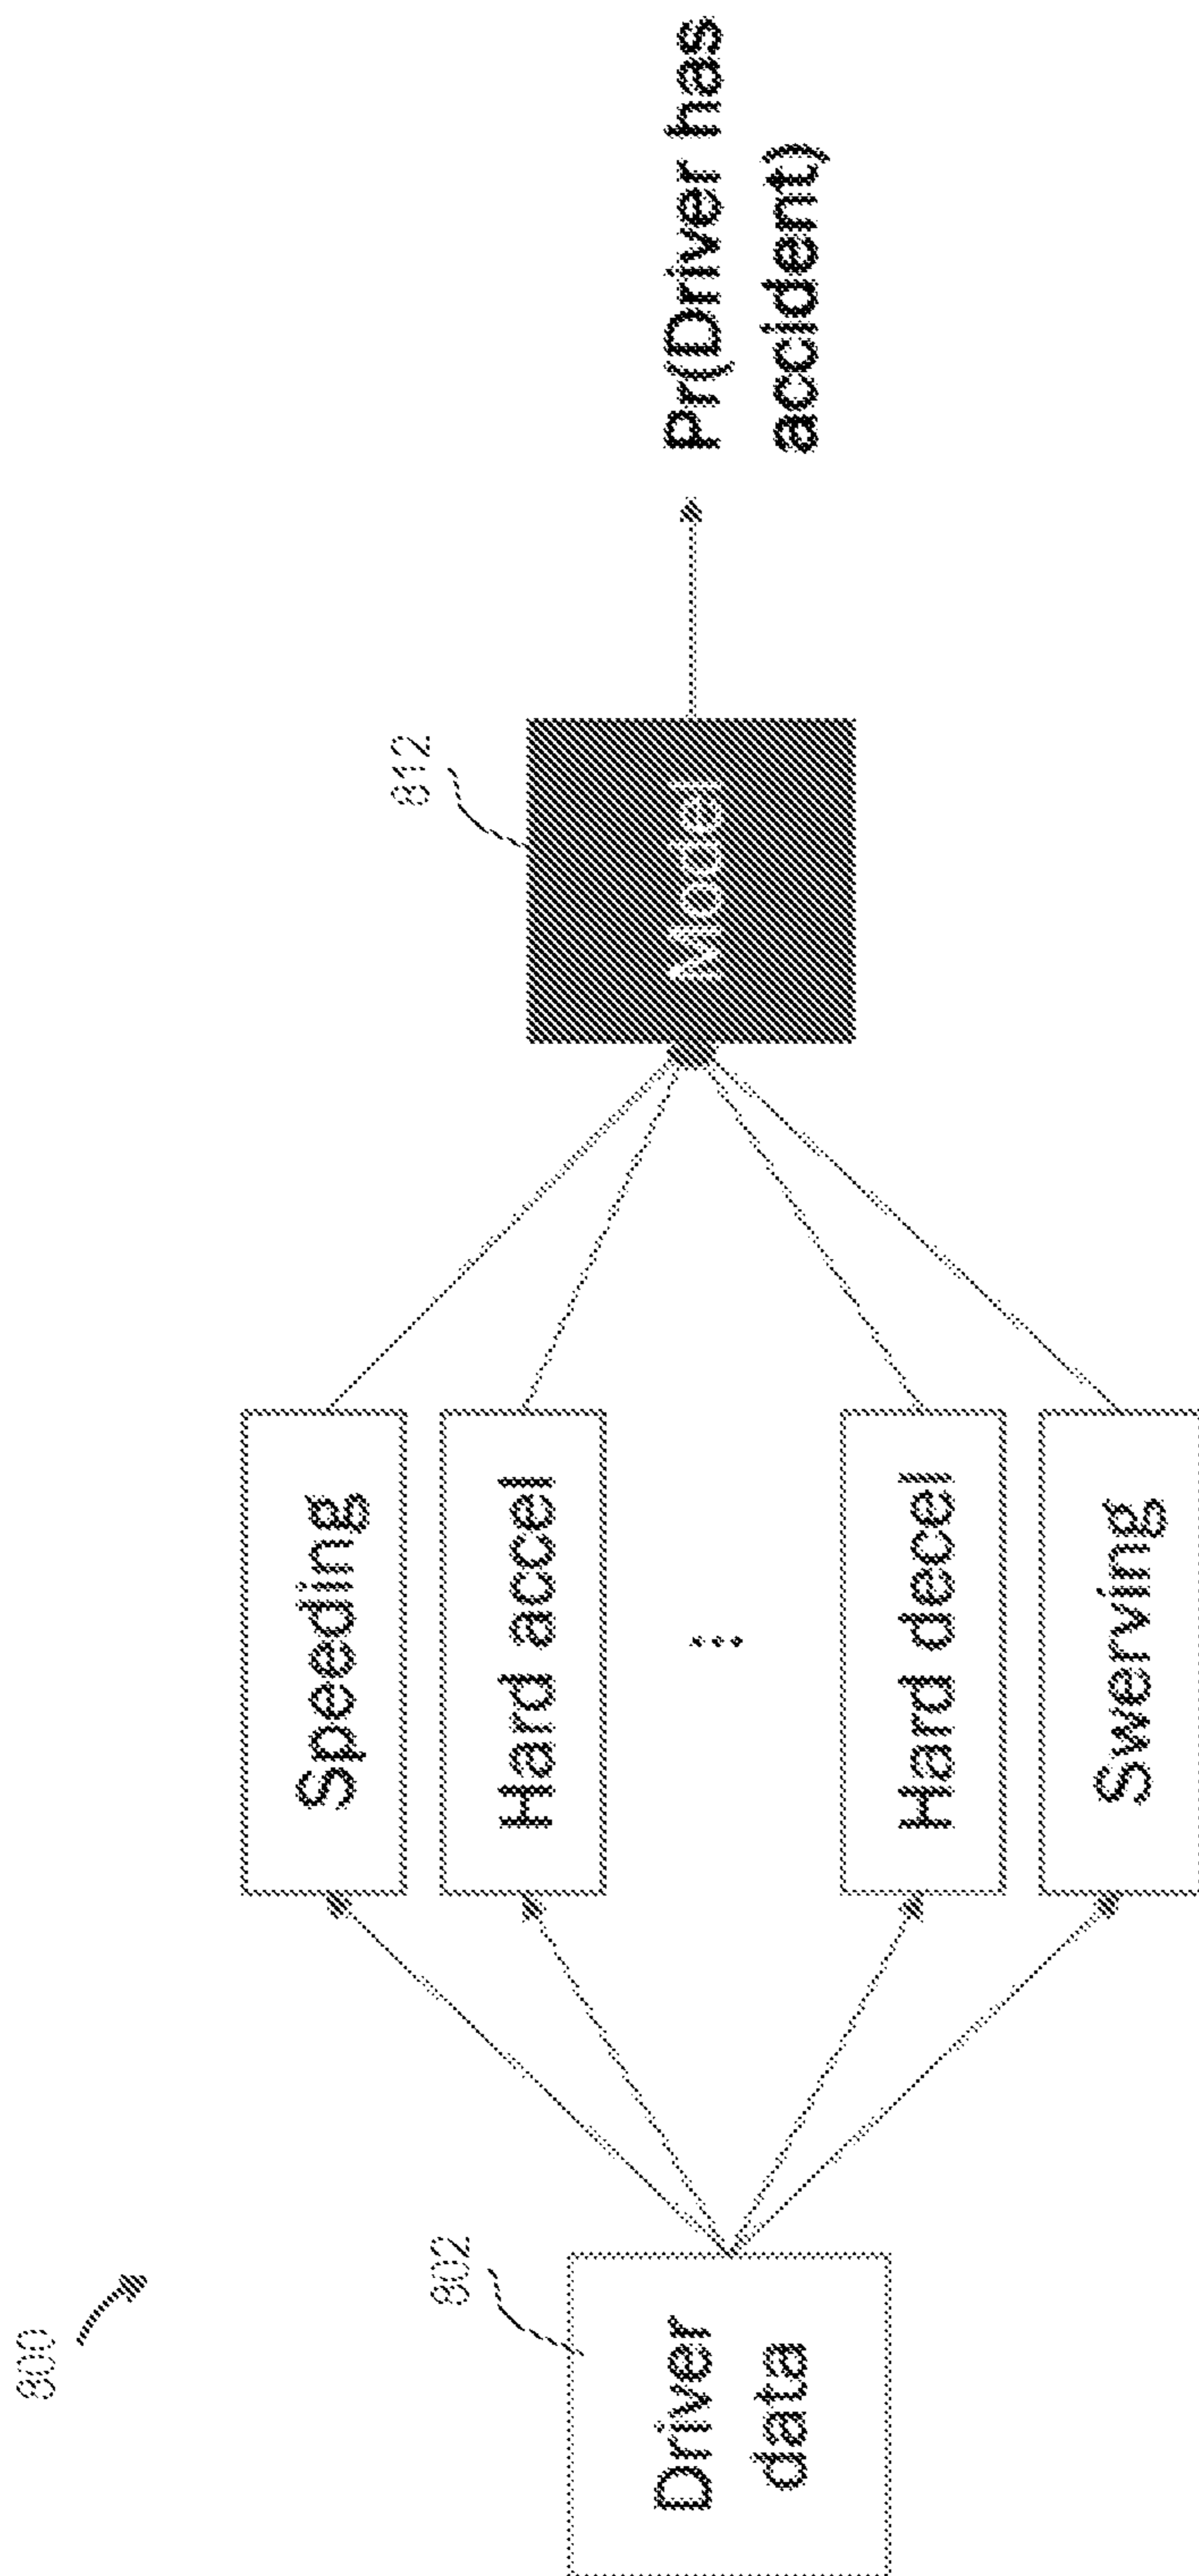 800
802
Driver
data
Speeding
Hard accel
...
Hard decel
Swerving
812
Model
Pr(Driver has
accident)